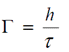 Γ = h/τ